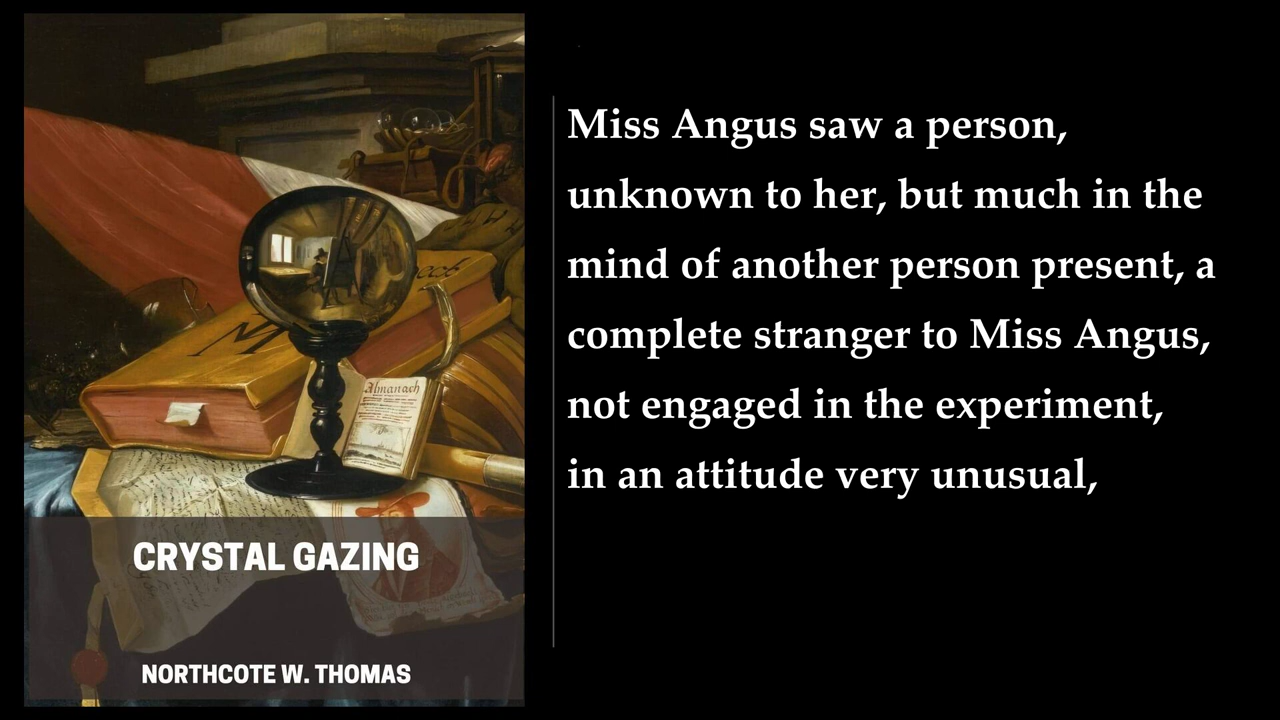 Almanach
M
CRYSTAL GAZING
NORTHCOTE W. THOMAS
Miss Angus saw a person,
unknown to her, but much in the
mind of another person present, a
complete stranger to Miss Angus,
not engaged in the experiment,
in an attitude very unusual,